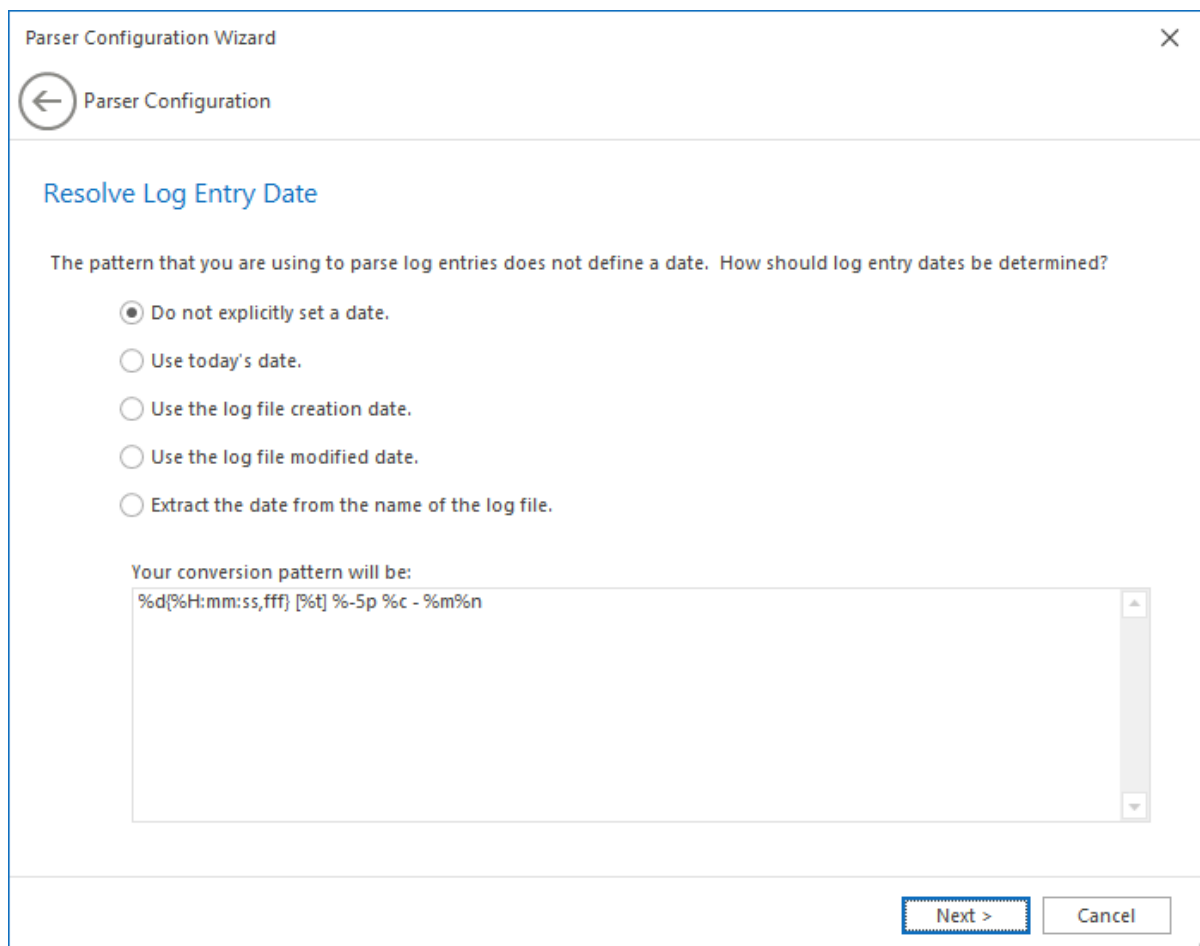 Parser Configuration Wizard
Parser Configuration
Resolve Log Entry Date
The pattern that you are using to parse log entries does not define a date.  How should log entry dates be determined?
Do not explicitly set a date.
Use today's date.
Use the log file creation date.
Use the log file modified date.
Extract the date from the name of the log file.
Your conversion pattern will be:
%d{%H:mm:ss,fff} [%t] %-5p %c - %m%n
Next >
Cancel